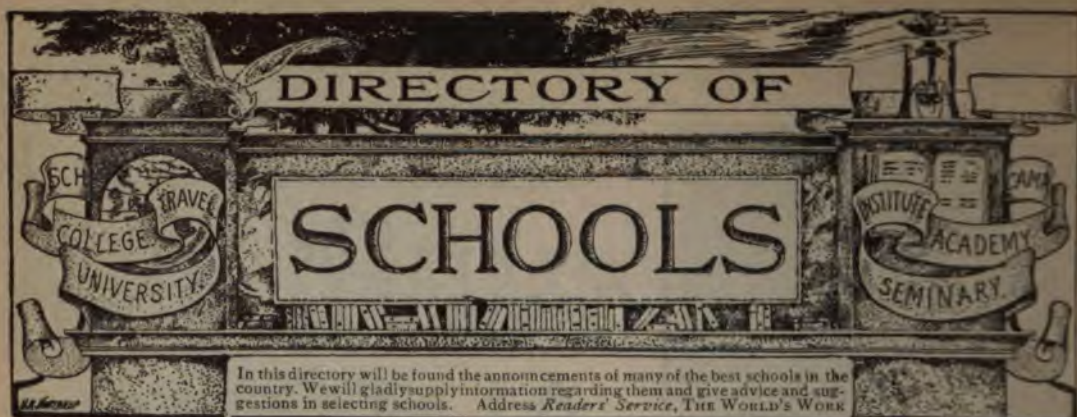 DIRECTORY OF
SCHOOLS
SCH
TRAVEL
COLLEGE
UNIVERSITY
CAMP
INSTITUTE
ACADEMY
SEMINARY
In this directory will be found the announcements of many of the best schools in the
country. We will gladly supply information regarding them and give advice and sug-
gestions in selecting schools. Address Readers' Service, THE WORLD'S WORK